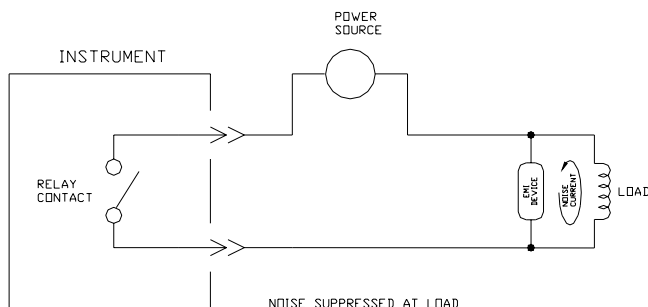 POWER
SOURCE
INSTRUMENT
RELAY
CONTACT
EMI
DEVICE
NOISE
CURRENT
LOAD
NOISE SUPPRESSED AT LOAD